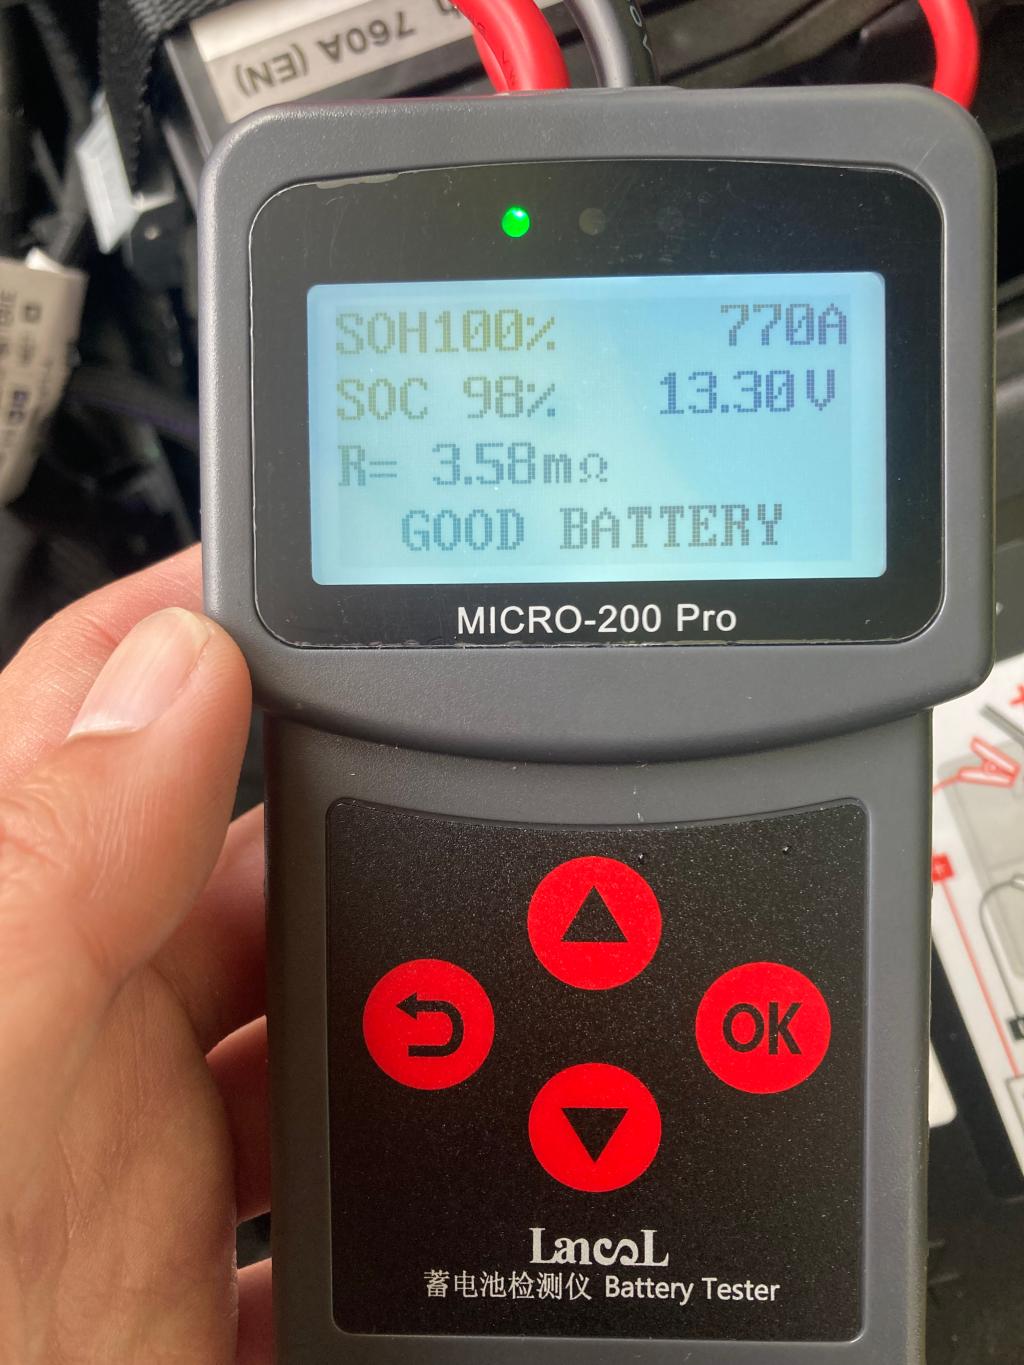 760A (EN)
SOH100% 770A
SOC 98% 13.30V
R= 3.58mΩ
GOOD BATTERY
MICRO-200 Pro
OK
LancoL
蓄电池检测仪 Battery Tester